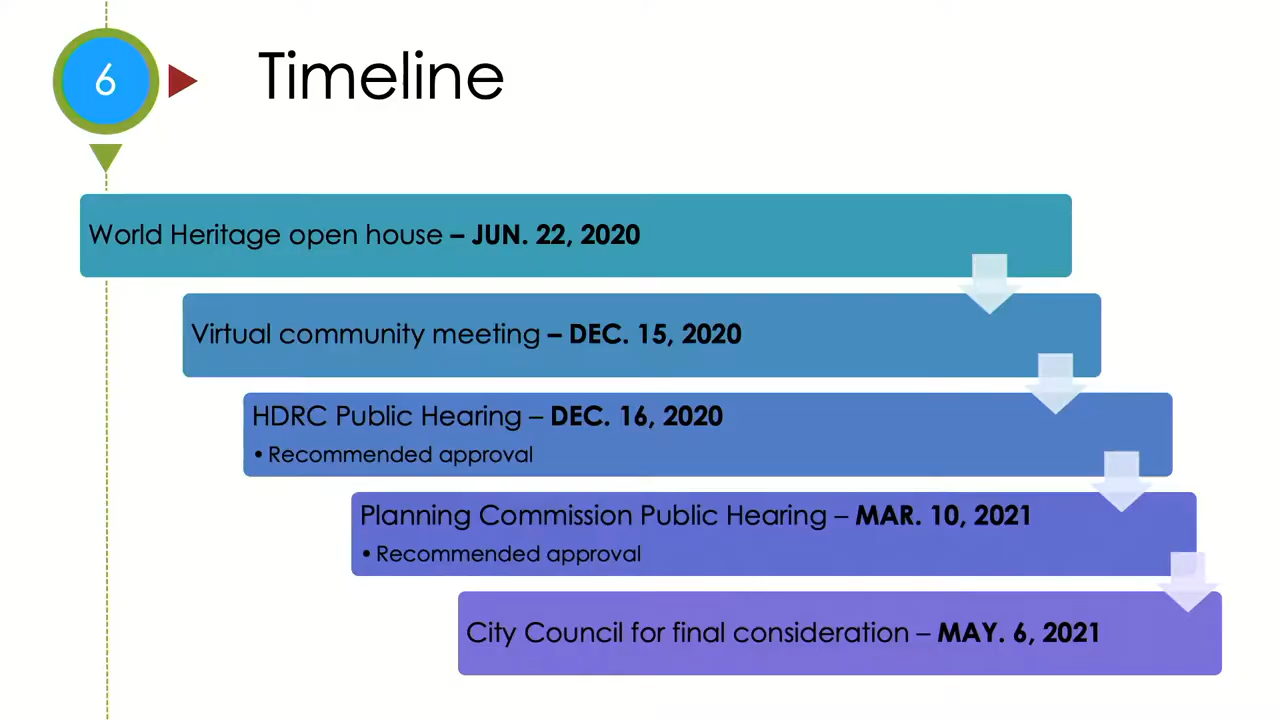 6
Timeline
World Heritage open house – JUN. 22, 2020
Virtual community meeting – DEC. 15, 2020
HDRC Public Hearing – DEC. 16, 2020
• Recommended approval
Planning Commission Public Hearing – MAR. 10, 2021
• Recommended approval
City Council for final consideration – MAY. 6, 2021